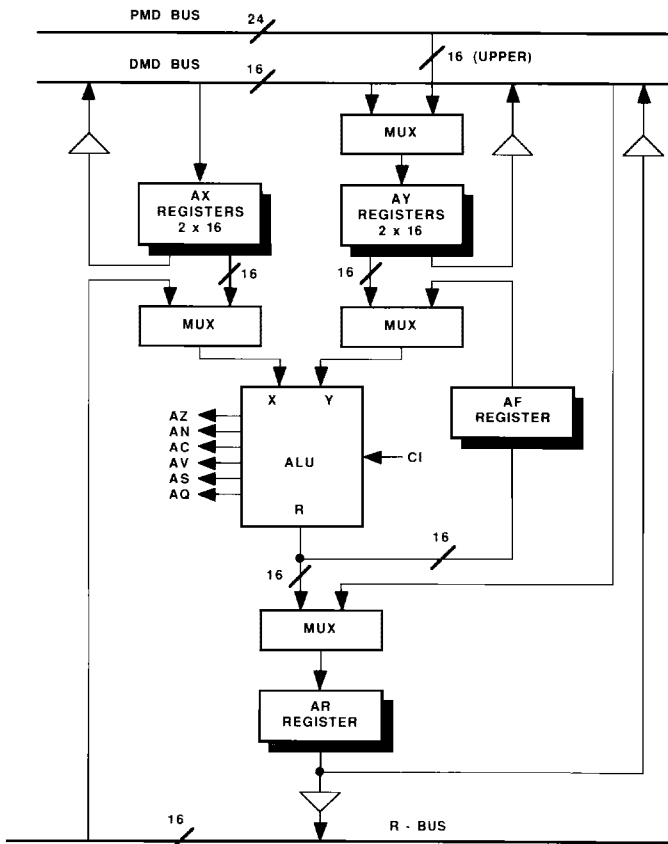 PMD BUS 24
16 (UPPER)
DMD BUS 16
MUX
AX
REGISTERS
2 x 16
AY
REGISTERS
2 x 16
16
16
MUX
MUX
X Y
AF
REGISTER
AZ
AN
AC
AV
AS
AQ
ALU
CI
R
16
16
MUX
AR
REGISTER
16
R - BUS